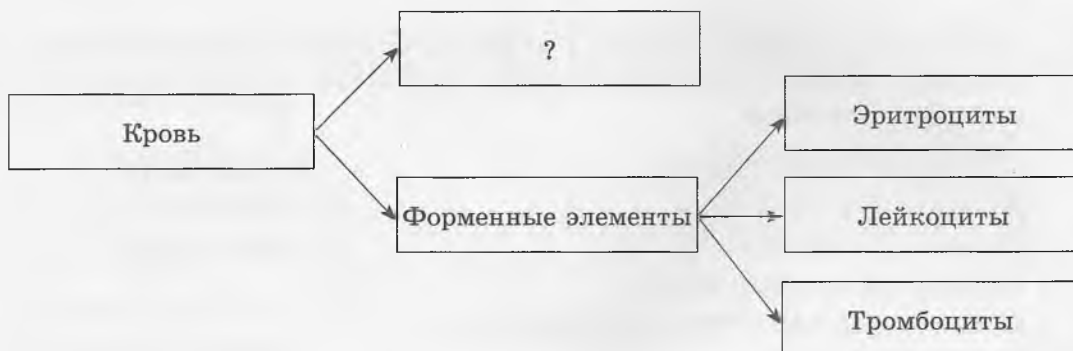 ?
Кровь
Эритроциты
Форменные элементы
Лейкоциты
Тромбоциты